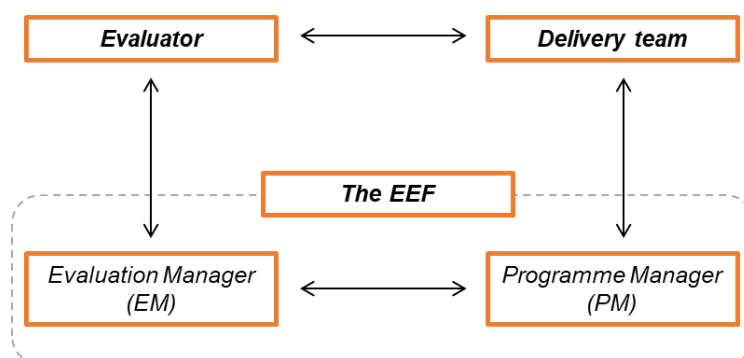 Evaluator
Delivery team
The EEF
Evaluation Manager
(EM)
Programme Manager
(PM)